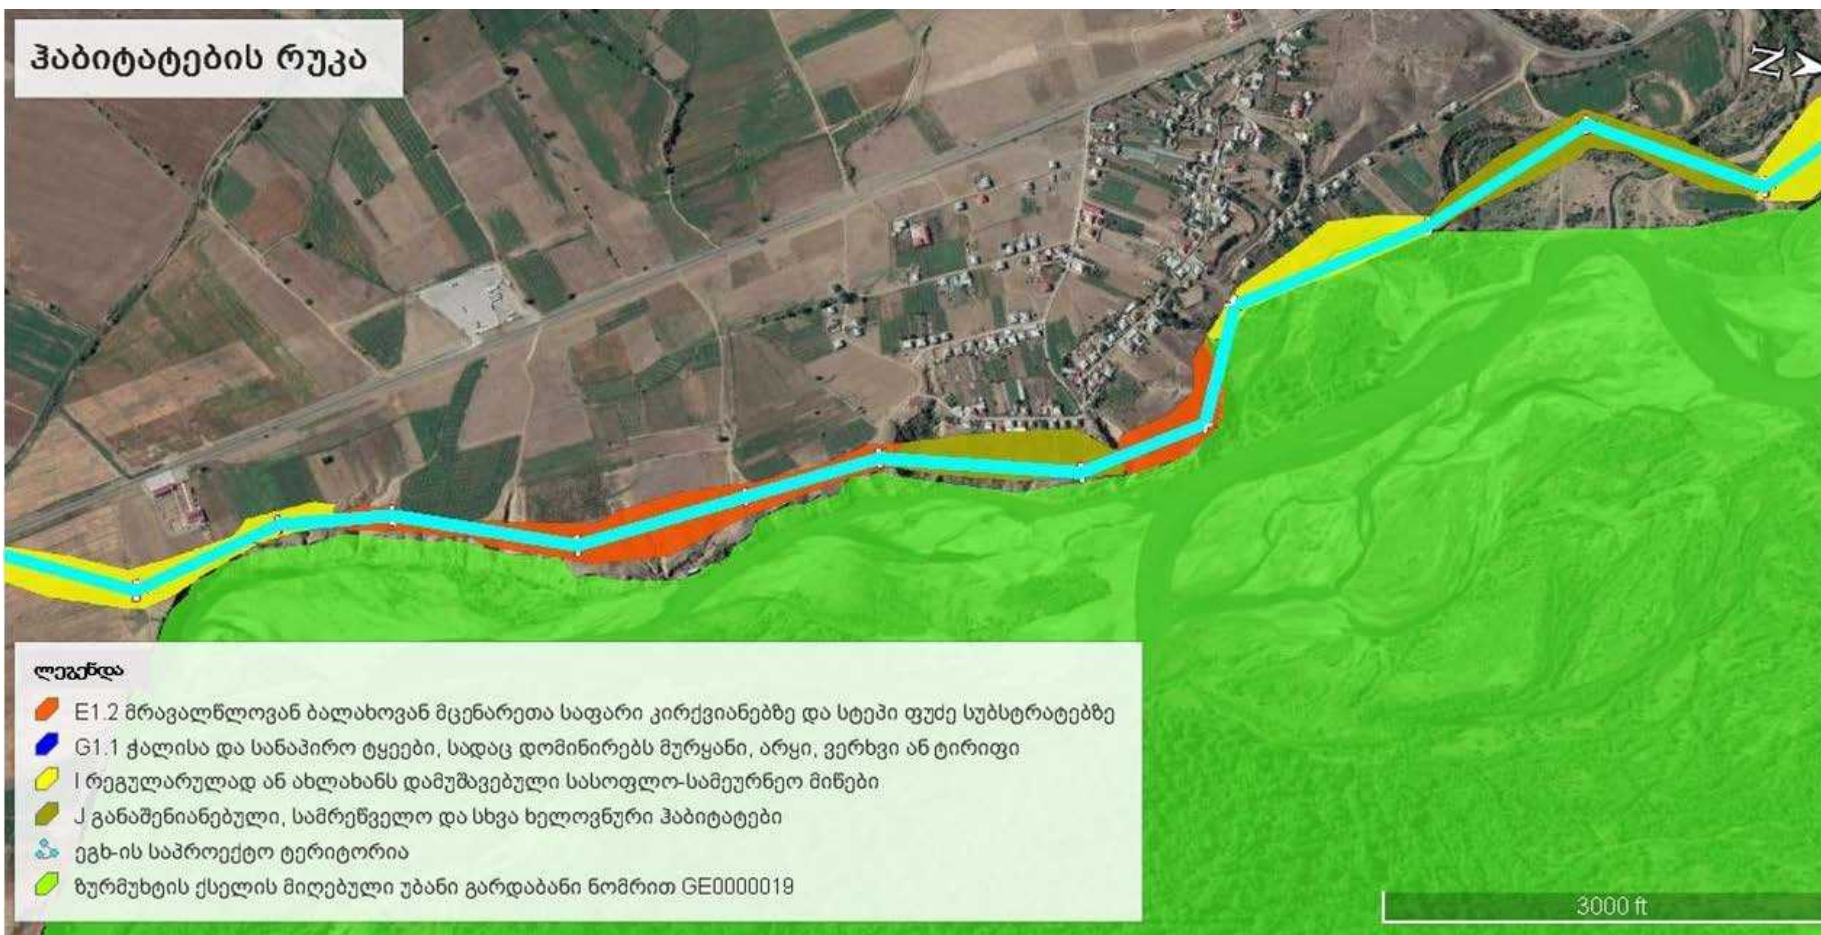 ჰაბიტატების რუკა
Z
ლეგენდა
E1.2 მრავალწლოვან ბალახოვან მცენარეთა საფარი კირქვიანებზე და სტეპი ფუძე სუბსტრატებზე
G1.1 ჭალისა და სანაპირო ტყეები, სადაც დომინირებს მურყანი, არყი, ვერხვი ან ტირიფი
I რეგულარულად ან ახლახანს დამუშავებული სასოფლო-სამეურნეო მიწები
J განაშენიანებული, სამრეწველო და სხვა ხელოვნური ჰაბიტატები
ეგხ-ის საპროექტო ტერიტორია
ზურმუხტის ქსელის მიღებული უბანი გარდაბანი ნომრით GE0000019
3000 ft